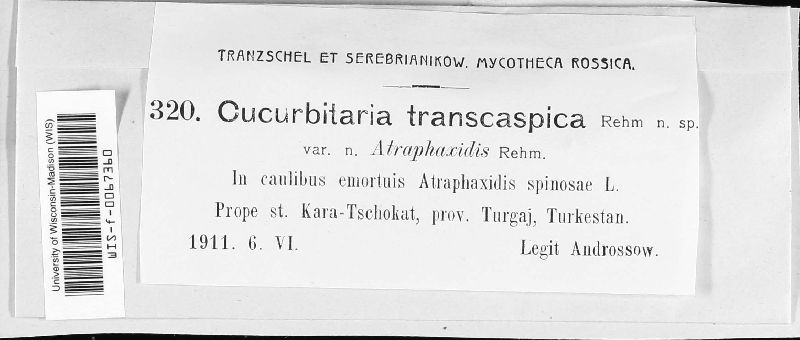 TRANZSCHEL ET SEREBRIANIKOW. MYCOTHECA ROSSICA.
320. Cucurbitaria transcaspica Rehm n. sp.
var. n. Atraphaxidis Rehm.
In caulibus emortuis Atraphaxidis spinosae L.
Prope st. Kara-Tschokat, prov. Turgaj, Turkestan.
1911. 6. VI. Legit Androssow.
University of Wisconsin-Madison (WIS)
WIS-f-0067360